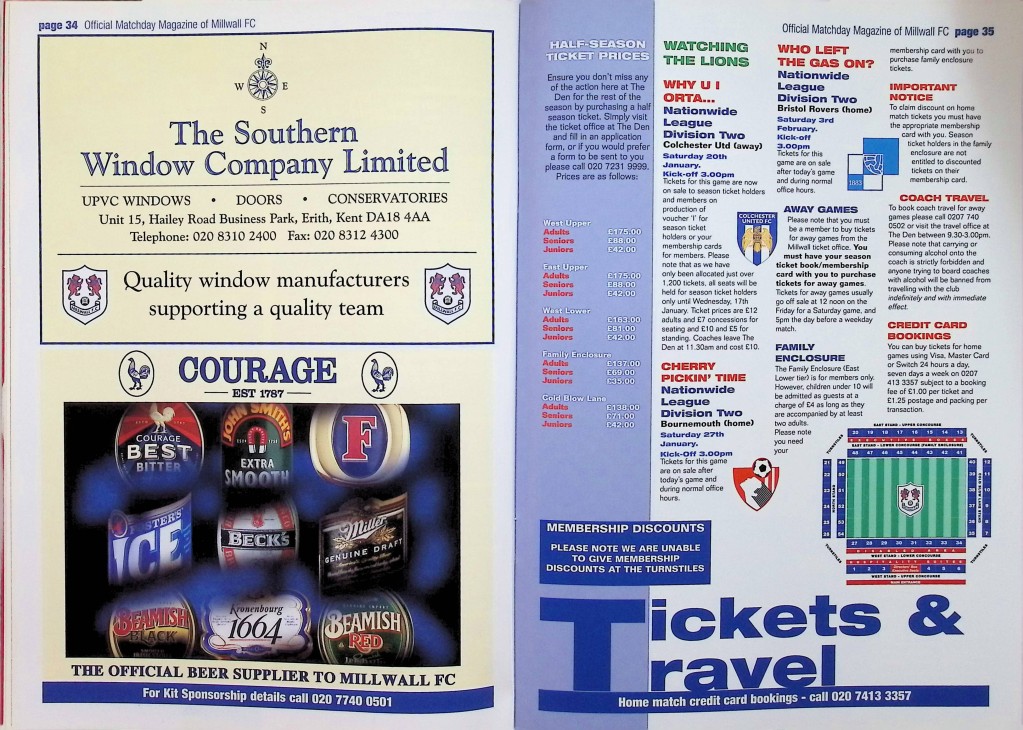 page 34 Official Matchday Magazine of Millwall FC
N
W E
S
The Southern
Window Company Limited
UPVC WINDOWS • DOORS • CONSERVATORIES
Unit 15, Hailey Road Business Park, Erith, Kent DA18 4AA
Telephone: 020 8310 2400 Fax: 020 8312 4300
Quality window manufacturers
supporting a quality team
COURAGE
EST 1787
COURAGE
BEST
BITTER
JOHN SMITH'S
EXTRA
SMOOTH
F
ICE
BECK'S
Miller
GENUINE DRAFT
BEAMISH
BLACK
Kronenbourg
1664
BEAMISH
RED
THE OFFICIAL BEER SUPPLIER TO MILLWALL FC
For Kit Sponsorship details call 020 7740 0501
Official Matchday Magazine of Millwall FC page 35
HALF-SEASON
TICKET PRICES
Ensure you don't miss any
of the action here at The
Den for the rest of the
season by purchasing a half
season ticket. Simply visit
the ticket office at The Den
and fill in an application
form, or if you would prefer
a form to be sent to you
please call 020 7231 9999.
Prices are as follows:
West Upper
Adults £175.00
Seniors £88.00
Juniors £42.00
East Upper
Adults £175.00
Seniors £88.00
Juniors £42.00
West Lower
Adults £163.00
Seniors £81.00
Juniors £42.00
Family Enclosure
Adults £137.00
Seniors £69.00
Juniors £35.00
Cold Blow Lane
Adults £138.00
Seniors £71.00
Juniors £42.00
MEMBERSHIP DISCOUNTS
PLEASE NOTE WE ARE UNABLE
TO GIVE MEMBERSHIP
DISCOUNTS AT THE TURNSTILES
WATCHING
THE LIONS
WHY U I
ORTA...
Nationwide
League
Division Two
Colchester Utd (away)
Saturday 20th
January.
Kick-off 3.00pm
Tickets for this game are now
on sale to season ticket holders
and members on
production of
voucher 'I' for
season ticket
holders or your
membership cards
for members. Please
note that as we have
only been allocated just over
1,200 tickets, all seats will be
held for season ticket holders
only until Wednesday, 17th
January. Ticket prices are £12
adults and £7 concessions for
seating and £10 and £5 for
standing. Coaches leave The
Den at 11.30am and cost £10.
COLCHESTER
UNITED FC
CHERRY
PICKIN' TIME
Nationwide
League
Division Two
Bournemouth (home)
Saturday 27th
January.
Kick-Off 3.00pm
Tickets for this game
are on sale after
today's game and
during normal office
hours.
WHO LEFT
THE GAS ON?
Nationwide
League
Division Two
Bristol Rovers (home)
Saturday 3rd
February.
Kick-off
3.00pm
Tickets for this
game are on sale
after today's game
and during normal
office hours.
1883
AWAY GAMES
Please note that you must
be a member to buy tickets
for away games from the
Millwall ticket office. You
must have your season
ticket book/membership
card with you to purchase
tickets for away games.
Tickets for away games usually
go off sale at 12 noon on the
Friday for a Saturday game, and
5pm the day before a weekday
match.
FAMILY
ENCLOSURE
The Family Enclosure (East
Lower tier) is for members only.
However, children under 10 will
be admitted as guests at a
charge of £4 as long as they
are accompanied by at least
two adults.
Please note
you need
your
membership card with you to
purchase family enclosure
tickets.
IMPORTANT
NOTICE
To claim discount on home
match tickets you must have
the appropriate membership
card with you. Season
ticket holders in the family
enclosure are not
entitled to discounted
tickets on their
membership card.
COACH TRAVEL
To book coach travel for away
games please call 0207 740
0502 or visit the travel office at
The Den between 9.30-3.00pm.
Please note that carrying or
consuming alcohol onto the
coach is strictly forbidden and
anyone trying to board coaches
with alcohol will be banned from
travelling with the club
indefinitely and with immediate
effect.
CREDIT CARD
BOOKINGS
You can buy tickets for home
games using Visa, Master Card
or Switch 24 hours a day,
seven days a week on 0207
413 3357 subject to a booking
fee of £1.00 per ticket and
£1.25 postage and packing per
transaction.
EAST STAND - UPPER CONCOURSE
20 19 18 17 16 15 14 13
EAST STAND - LOWER CONCOURSE (FAMILY ENCLOSURE)
TURNSTILES
TURNSTILES
TURNSTILES
TURNSTILES
27 28 29 30 31 32 33 34
WEST STAND - LOWER CONCOURSE
WEST STAND - UPPER CONCOURSE
MAIN ENTRANCE
Tickets &
Travel
Home match credit card bookings - call 020 7413 3357